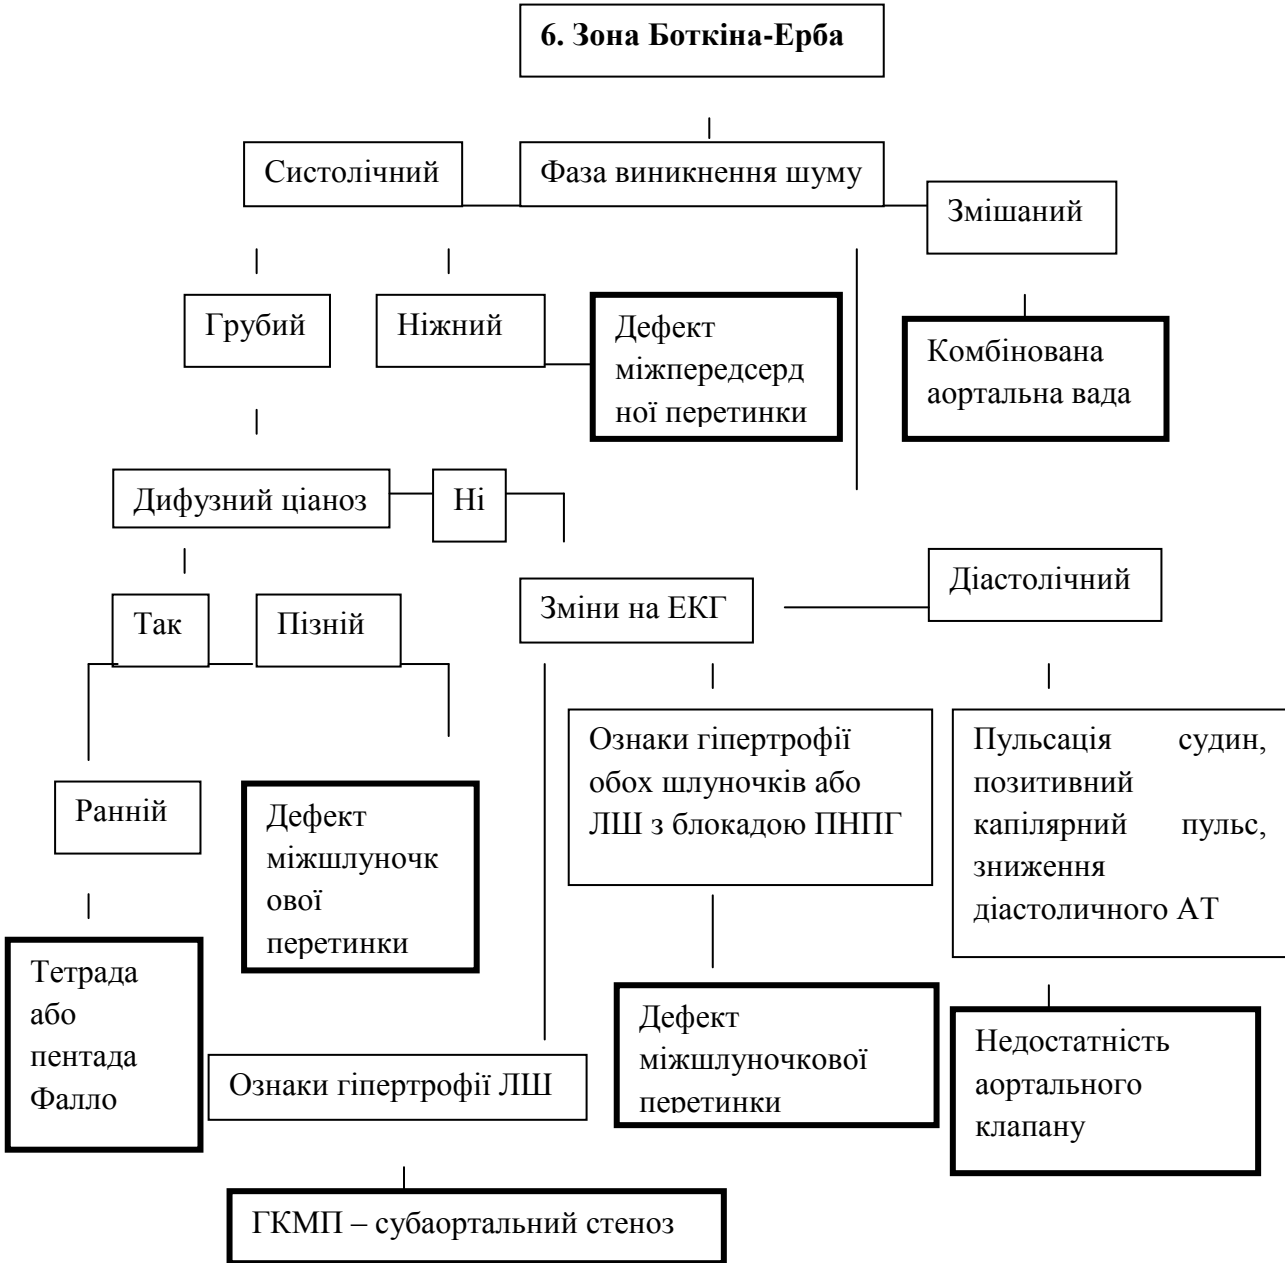 6. Зона Боткіна-Ерба
Систолічний
Фаза виникнення шуму
Змішаний
Грубий
Ніжний
Дефект
міжпередсерд
ної перетинки
Комбінована
аортальна вада
Дифузний ціаноз
Ні
Діастолічний
Зміни на ЕКГ
Так
Пізній
Ознаки гіпертрофії
обох шлуночків або
ЛШ з блокадою ПНПГ
Пульсація судин,
позитивний
капілярний пульс,
зниження
діастоличного АТ
Ранній
Дефект
міжшлуночк
ової
перетинки
Тетрада
або
пентада
Фалло
Дефект
міжшлуночкової
перетинки
Недостатність
аортального
клапану
Ознаки гіпертрофії ЛШ
ГКМП – субаортальний стеноз